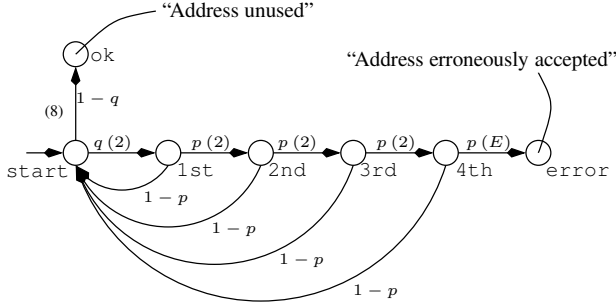 “Address unused”
ok
“Address erroneously accepted”
(8)
1 − q
q (2)
p (2)
p (2)
p (2)
p (E)
start
1st
2nd
3rd
4th
error
1 − p
1 − p
1 − p
1 − p